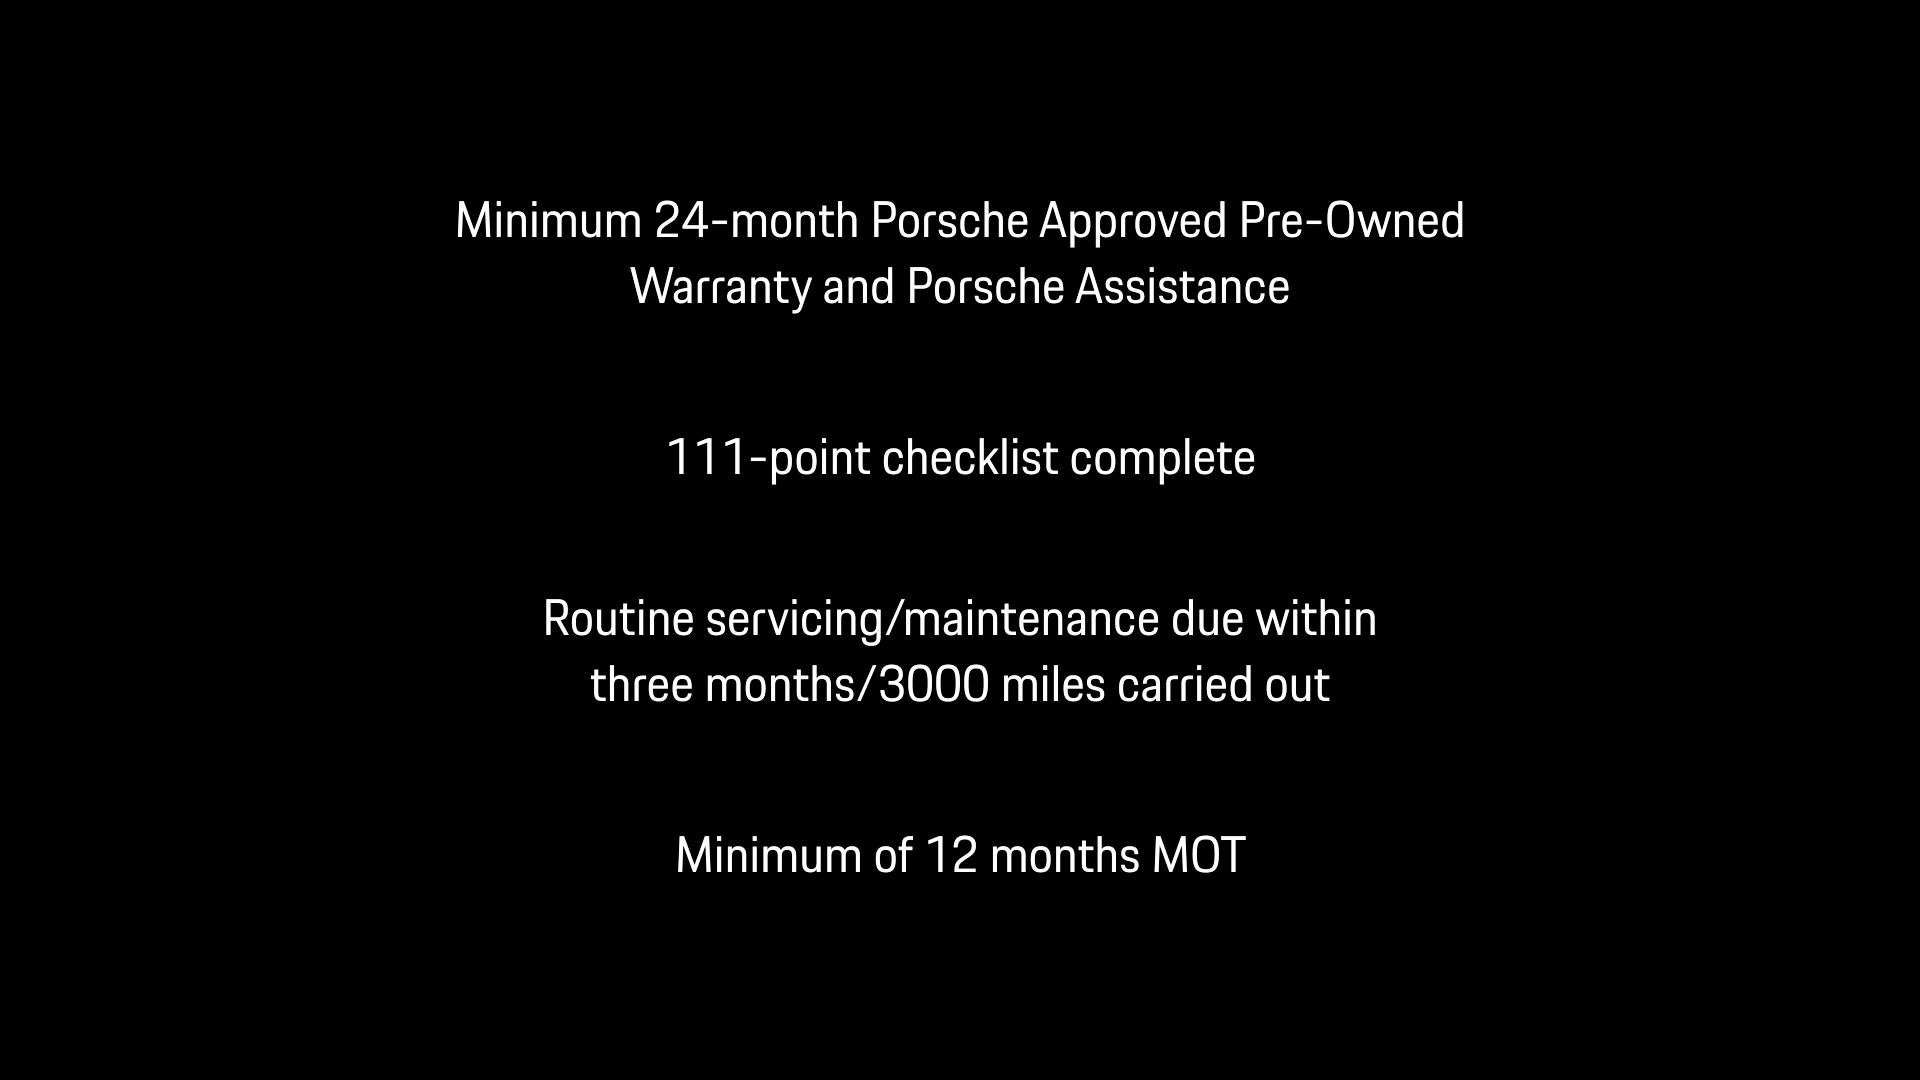 Minimum 24-month Porsche Approved Pre-Owned
Warranty and Porsche Assistance
111-point checklist complete
Routine servicing/maintenance due within
three months/3000 miles carried out
Minimum of 12 months MOT